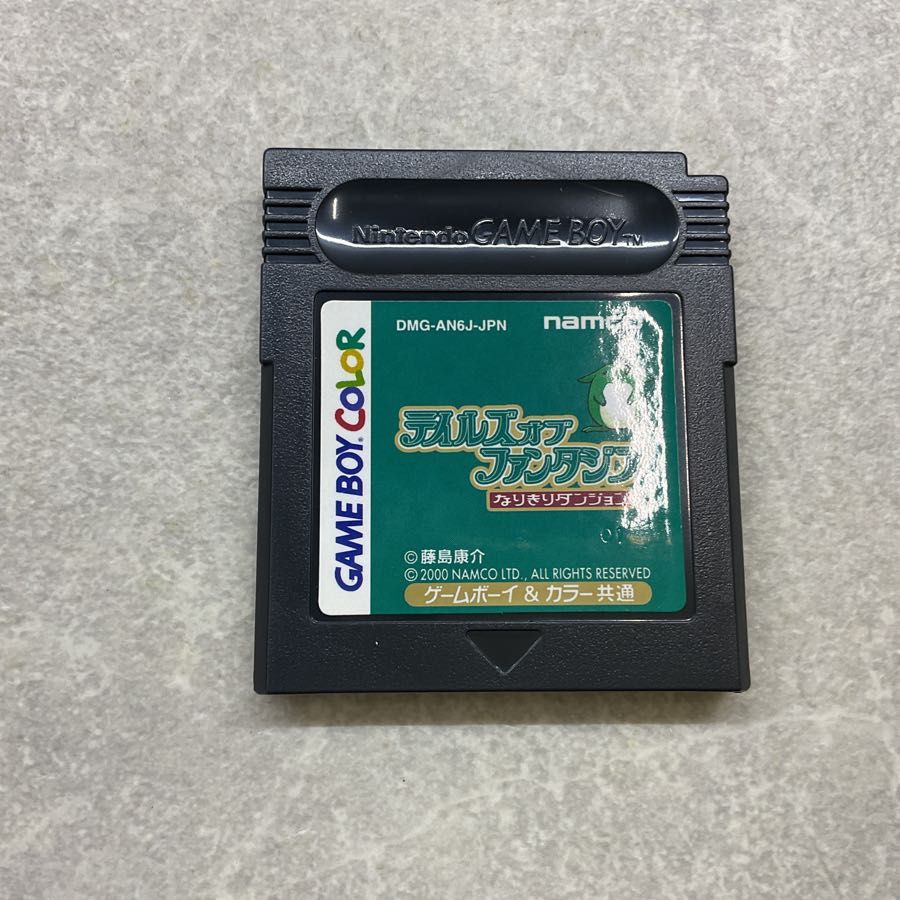 Nintendo GAME BOY TM
GAME BOY COLOR
DMG-AN6J-JPN
namco
テイルズオブ
ファンタジア
なりきりダンジョン
© 藤島康介
© 2000 NAMCO LTD., ALL RIGHTS RESERVED
ゲームボーイ & カラー共通